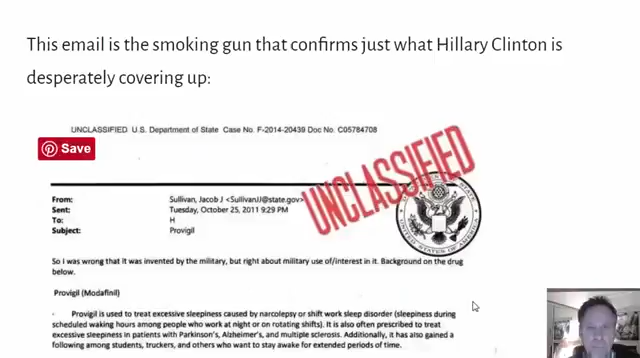 This email is the smoking gun that confirms just what Hillary Clinton is
desperately covering up:
UNCLASSIFIED U.S. Department of State Case No. F-2014-20439 Doc No. C05784708
Save
UNCLASSIFIED
From: Sullivan, Jacob J <SullivanJJ@state.gov>
Sent: Tuesday, October 25, 2011 9:29 PM
To: H
Subject: Provigil
So I was wrong that it was invented by the military, but right about military use of/interest in it. Background on the drug
below.
Provigil (Modafinil)
· Provigil is used to treat excessive sleepiness caused by narcolepsy or shift work sleep disorder (sleepiness during
scheduled waking hours among people who work at night or on rotating shifts). It is also often prescribed to treat
excessive sleepiness in patients with Parkinson's, Alzheimer's, and multiple sclerosis. Additionally, it has also gained a
following among students, truckers, and others who want to stay awake for extended periods of time.